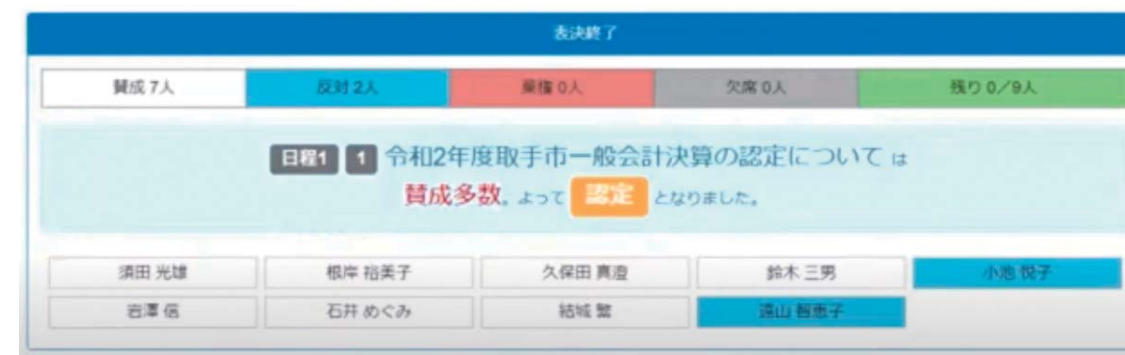 表決終了
賛成 7人 反対 2人 棄権 0人 欠席 0人 残り 0/9人
日程1 1 令和2年度取手市一般会計決算の認定について は
賛成多数。よって 認定 となりました。
須田 光雄 根岸 裕美子 久保田 真澄 鈴木 三男 小池 悦子
岩澤 信 石井 めぐみ 結城 繁 遠山 智恵子